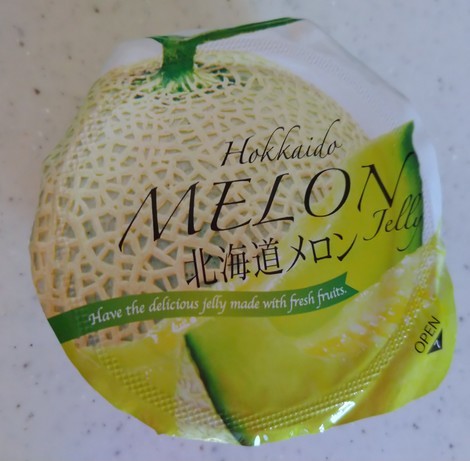 Hokkaido
MELON
Jelly
北海道メロン
Have the delicious jelly made with fresh fruits.
OPEN